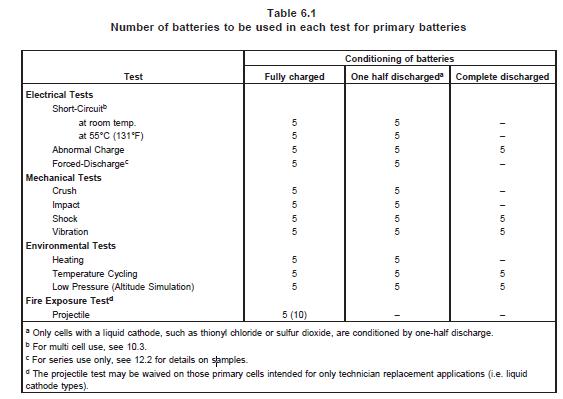 Table 6.1
Number of batteries to be used in each test for primary batteries
Conditioning of batteries
Test Fully charged One half dischargedᵃ Complete discharged
Electrical Tests
Short-Circuitᵇ
at room temp. 5 5 –
at 55°C (131°F) 5 5 –
Abnormal Charge 5 5 5
Forced-Dischargeᶜ 5 5 –
Mechanical Tests
Crush 5 5 –
Impact 5 5 –
Shock 5 5 5
Vibration 5 5 5
Environmental Tests
Heating 5 5 –
Temperature Cycling 5 5 5
Low Pressure (Altitude Simulation) 5 5 5
Fire Exposure Testᵈ
Projectile 5 (10) – –
ᵃ Only cells with a liquid cathode, such as thionyl chloride or sulfur dioxide, are conditioned by one-half discharge.
ᵇ For multi cell use, see 10.3.
ᶜ For series use only, see 12.2 for details on samples.
ᵈ The projectile test may be waived on those primary cells intended for only technician replacement applications (i.e. liquid
cathode types).